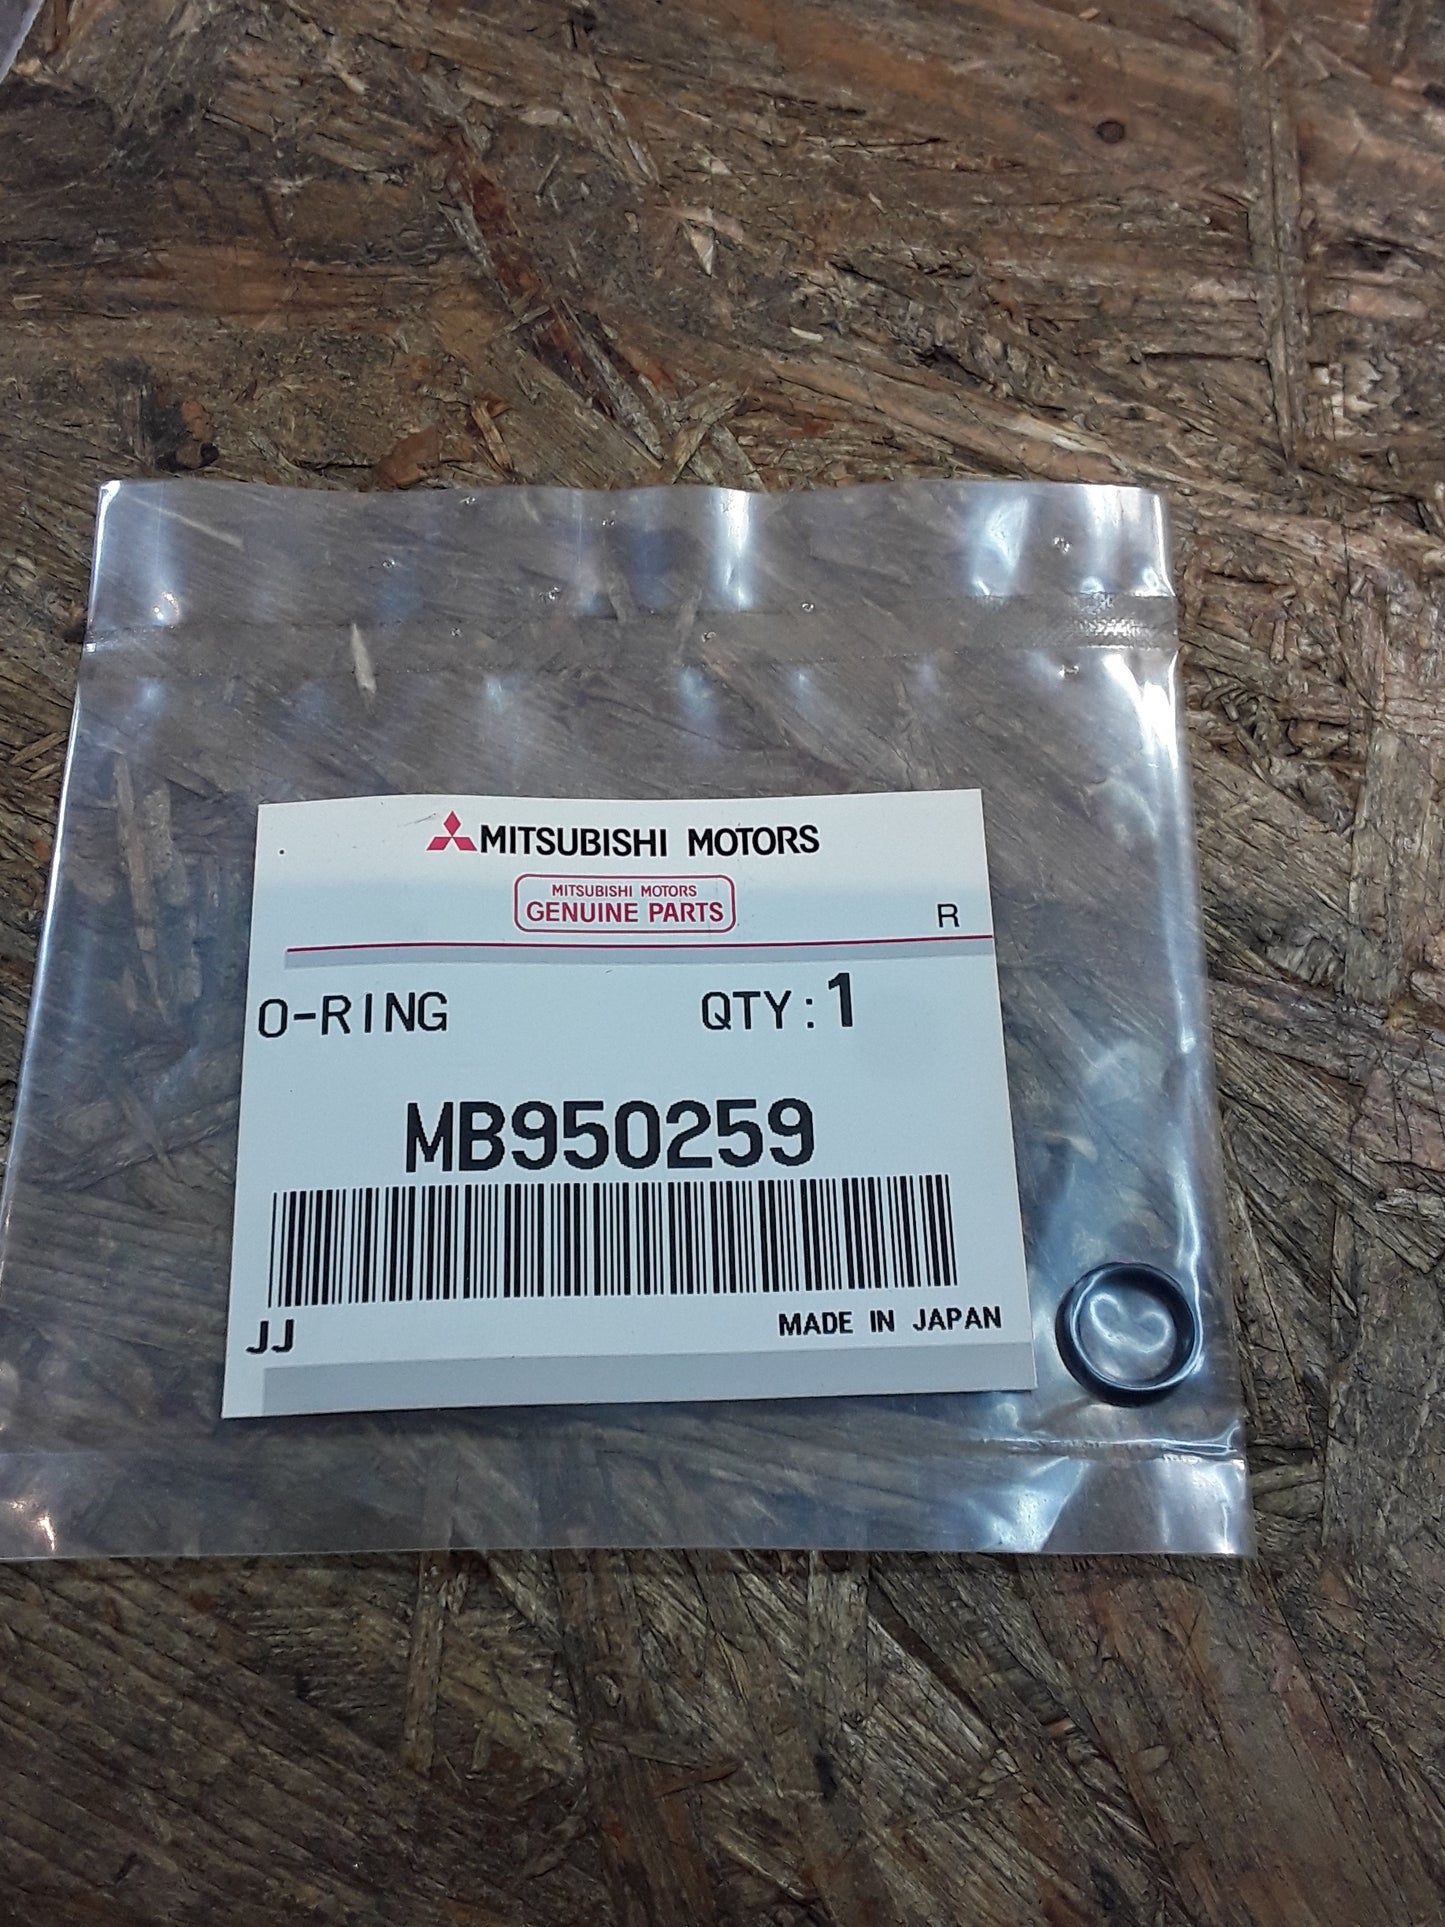 MITSUBISHI MOTORS
MITSUBISHI MOTORS
GENUINE PARTS
R
O-RING QTY:1
MB950259
JJ MADE IN JAPAN